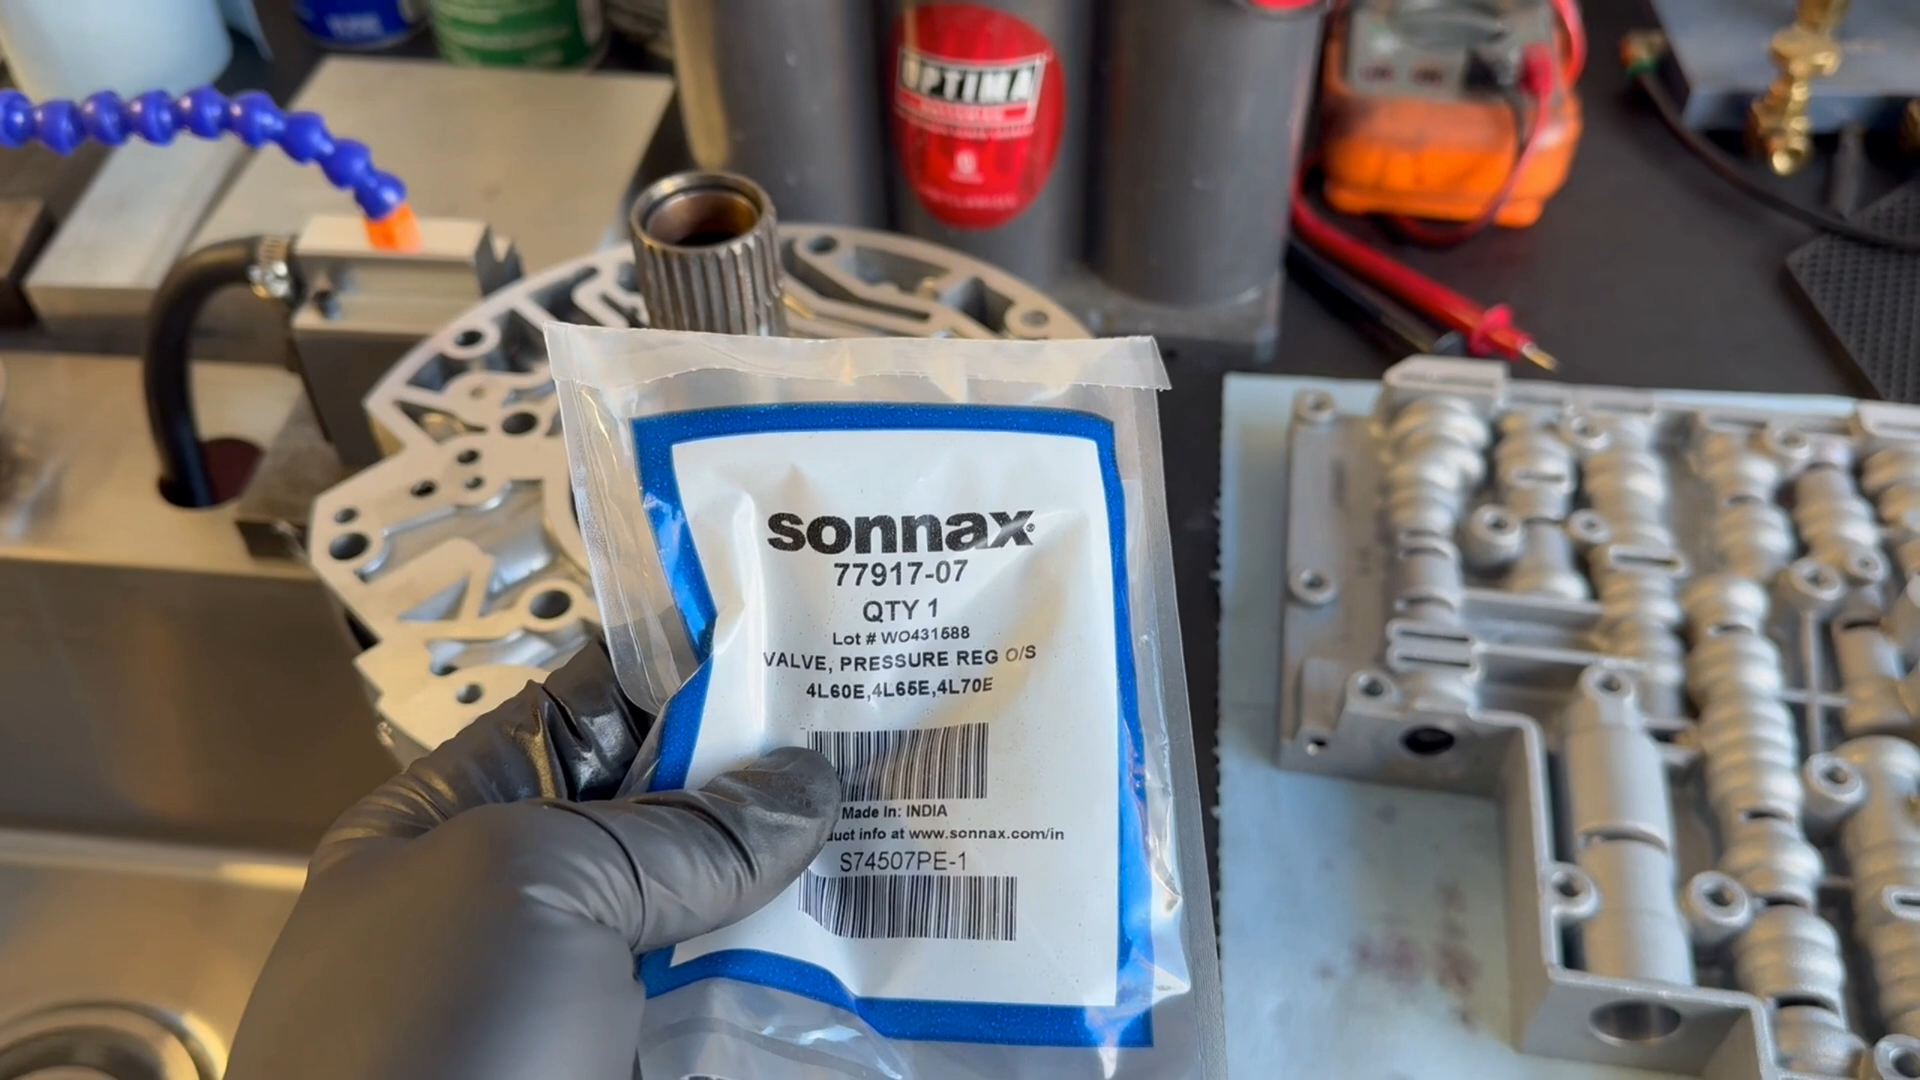 OPTIMA
sonnax
77917-07
QTY 1
Lot # WO431588
VALVE, PRESSURE REG O/S
4L60E,4L65E,4L70E
Made In: INDIA
uct info at www.sonnax.com/in
S74507PE-1